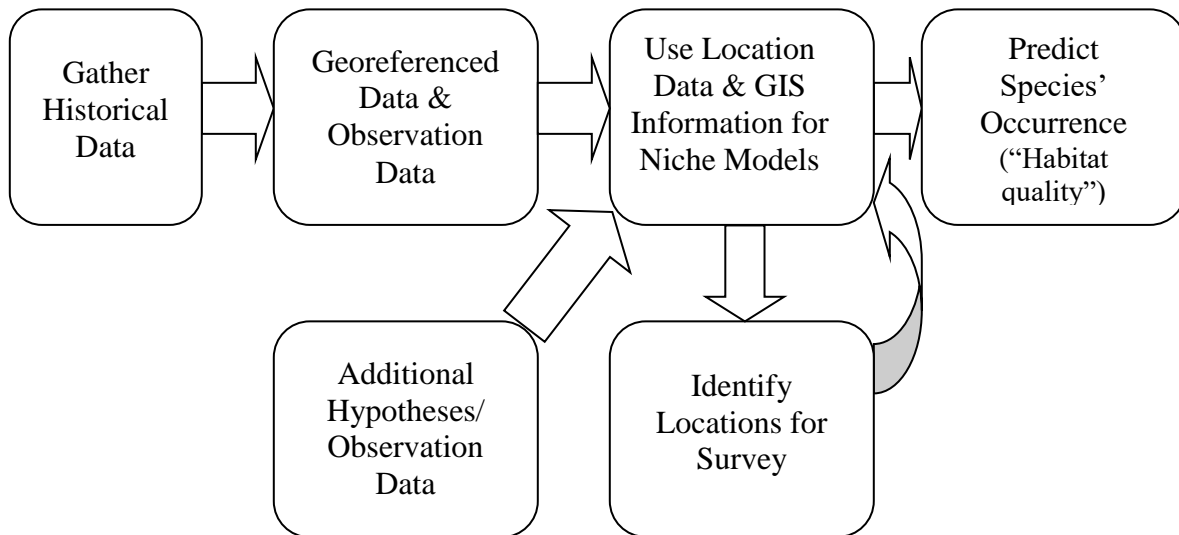 Gather
Historical
Data
Georeferenced
Data &
Observation
Data
Use Location
Data & GIS
Information for
Niche Models
Predict
Species’
Occurrence
(“Habitat
quality”)
Additional
Hypotheses/
Observation
Data
Identify
Locations for
Survey